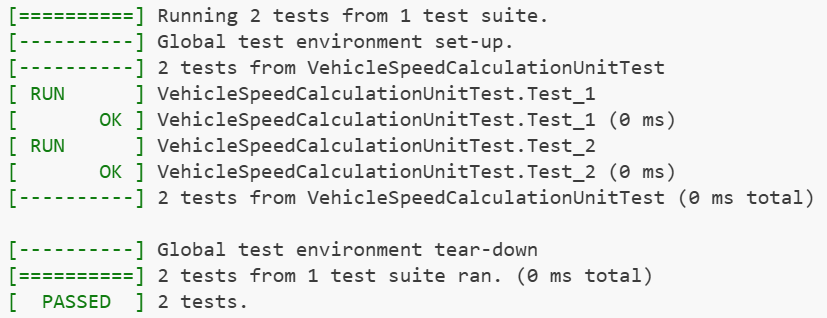 [==========] Running 2 tests from 1 test suite.
[----------] Global test environment set-up.
[----------] 2 tests from VehicleSpeedCalculationUnitTest
[ RUN      ] VehicleSpeedCalculationUnitTest.Test_1
[       OK ] VehicleSpeedCalculationUnitTest.Test_1 (0 ms)
[ RUN      ] VehicleSpeedCalculationUnitTest.Test_2
[       OK ] VehicleSpeedCalculationUnitTest.Test_2 (0 ms)
[----------] 2 tests from VehicleSpeedCalculationUnitTest (0 ms total)

[----------] Global test environment tear-down
[==========] 2 tests from 1 test suite ran. (0 ms total)
[  PASSED  ] 2 tests.